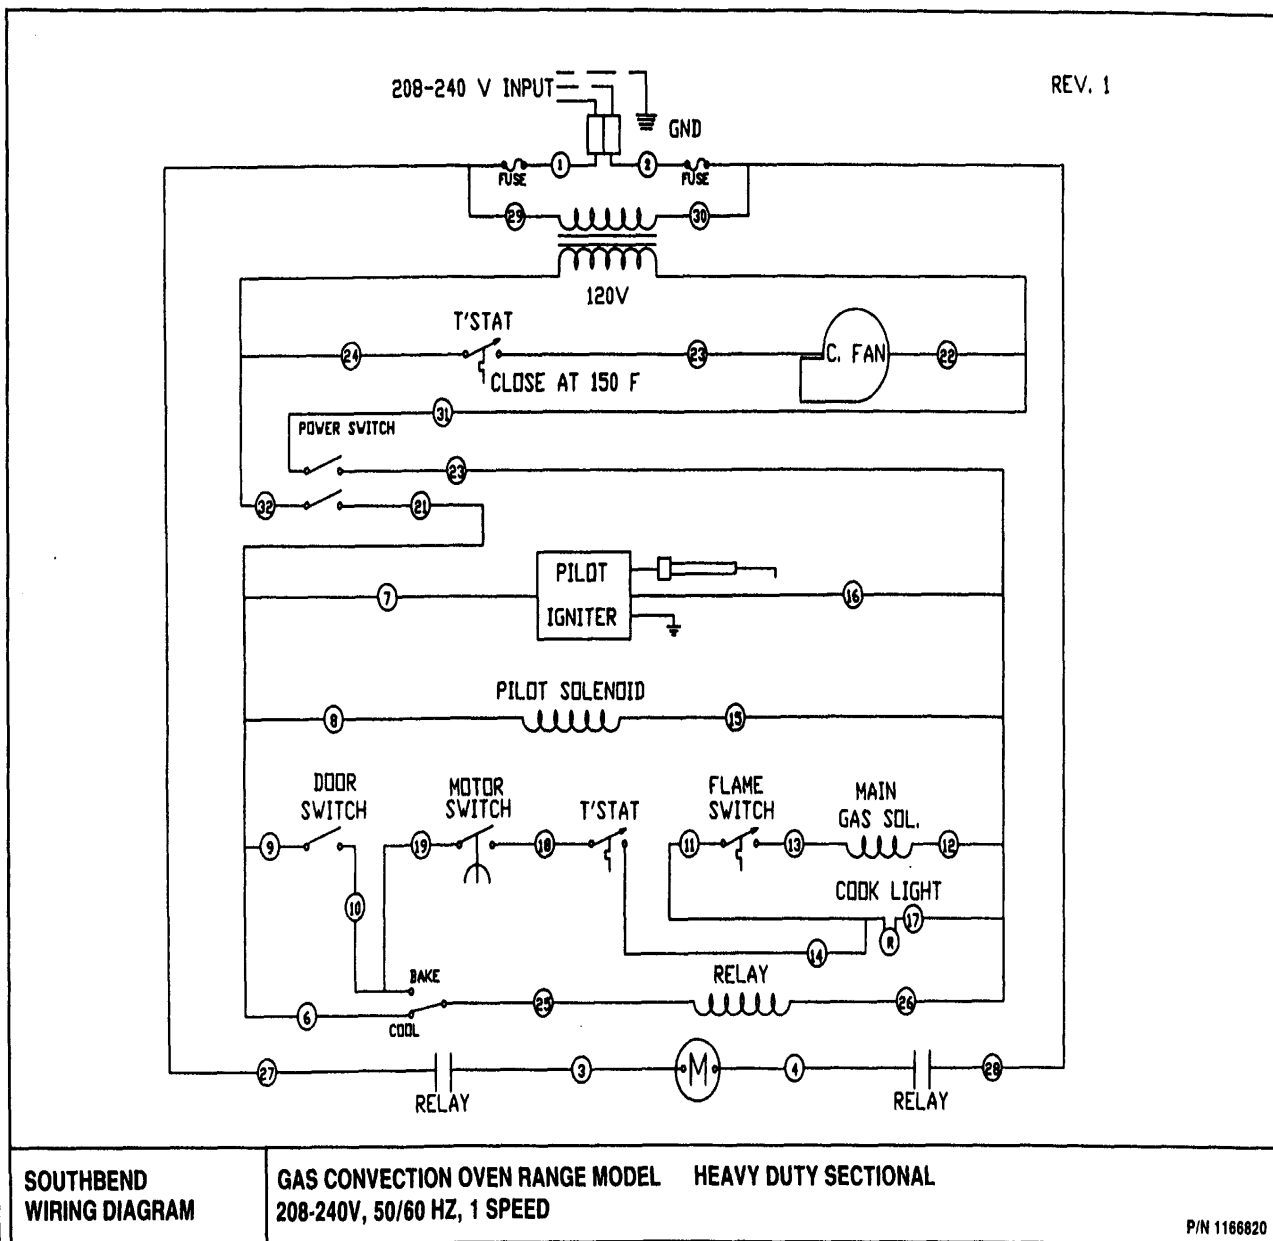 208-240 V INPUT
REV. 1
GND
FUSE
1
2
FUSE
29
30
120V
T'STAT
24
23
C. FAN
22
CLOSE AT 150 F
31
POWER SWITCH
23
32
21
PILOT
IGNITER
7
16
PILOT SOLENOID
8
15
DOOR
SWITCH
MOTOR
SWITCH
T'STAT
FLAME
SWITCH
MAIN
GAS SOL.
9
19
18
11
13
12
COOK LIGHT
10
17
R
14
BAKE
RELAY
6
COOL
25
26
27
3
M
4
28
RELAY
RELAY
SOUTHBEND
WIRING DIAGRAM
GAS CONVECTION OVEN RANGE MODEL HEAVY DUTY SECTIONAL
208-240V, 50/60 HZ, 1 SPEED
P/N 1166820